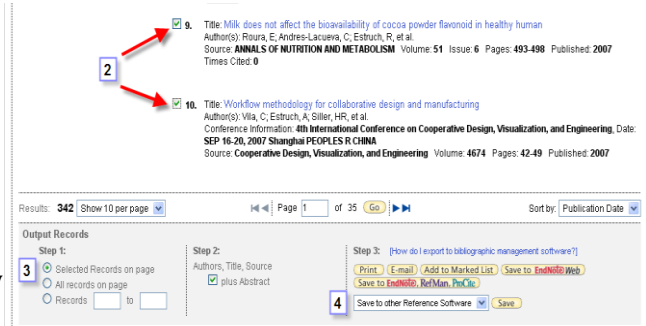 9. Title: Milk does not affect the bioavailability of cocoa powder flavonoid in healthy human
Author(s): Roura, E; Andres-Lacueva, C; Estruch, R, et al.
Source: ANNALS OF NUTRITION AND METABOLISM Volume: 51 Issue: 6 Pages: 493-498 Published: 2007
Times Cited: 0
2
10. Title: Workflow methodology for collaborative design and manufacturing
Author(s): Vila, C; Estruch, A; Siller, HR, et al.
Conference Information: 4th International Conference on Cooperative Design, Visualization, and Engineering, Date:
SEP 16-20, 2007 Shanghai PEOPLES R CHINA
Source: Cooperative Design, Visualization, and Engineering Volume: 4674 Pages: 42-49 Published: 2007
Results: 342 Show 10 per page Page 1 of 35 Go Sort by: Publication Date
Output Records
Step 1: Step 2: Step 3: [How do I export to bibliographic management software?]
3 Selected Records on page Authors, Title, Source Print E-mail Add to Marked List Save to EndNote Web
All records on page plus Abstract Save to EndNote, RefMan, ProCite
Records to 4 Save to other Reference Software Save